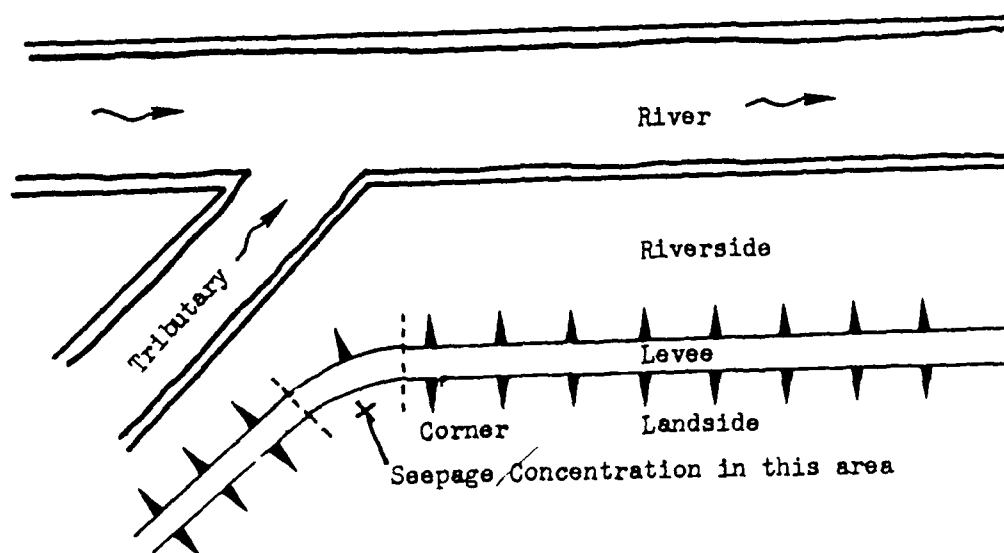 River
Riverside
Tributary
Levee
Corner
Landside
Seepage Concentration in this area